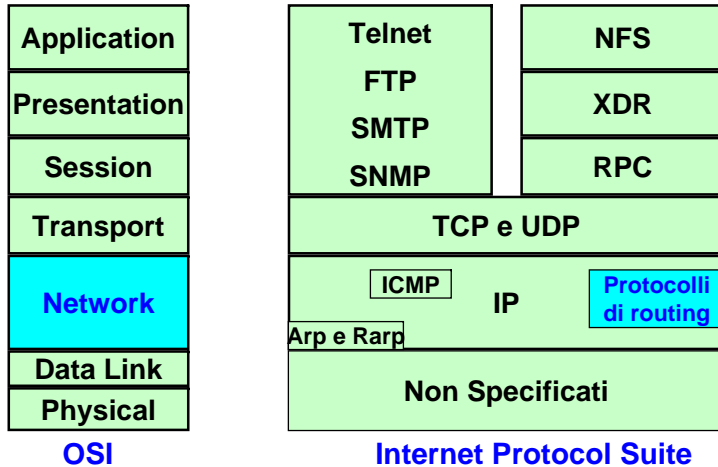 Application
Presentation
Session
Transport
Network
Data Link
Physical
OSI
Telnet
FTP
SMTP
SNMP
NFS
XDR
RPC
TCP e UDP
ICMP
IP
Protocolli
di routing
Arp e Rarp
Non Specificati
Internet Protocol Suite